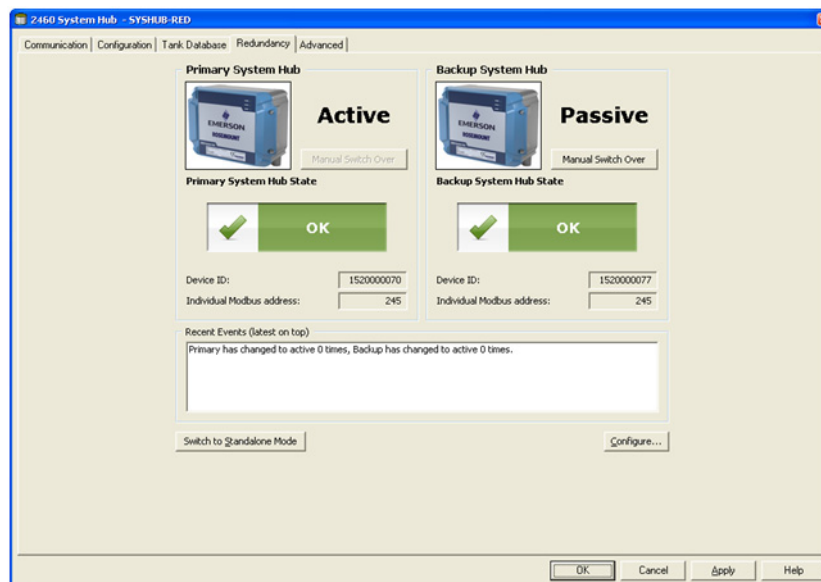 2460 System Hub - SYSHUB-RED
Communication Configuration Tank Database Redundancy Advanced
Primary System Hub
EMERSON
ROSEMOUNT
Active
Manual Switch Over
Primary System Hub State
OK
Device ID: 1520000070
Individual Modbus address: 245
Backup System Hub
EMERSON
ROSEMOUNT
Passive
Manual Switch Over
Backup System Hub State
OK
Device ID: 1520000077
Individual Modbus address: 245
Recent Events (latest on top)
Primary has changed to active 0 times, Backup has changed to active 0 times.
Switch to Standalone Mode Configure...
OK Cancel Apply Help